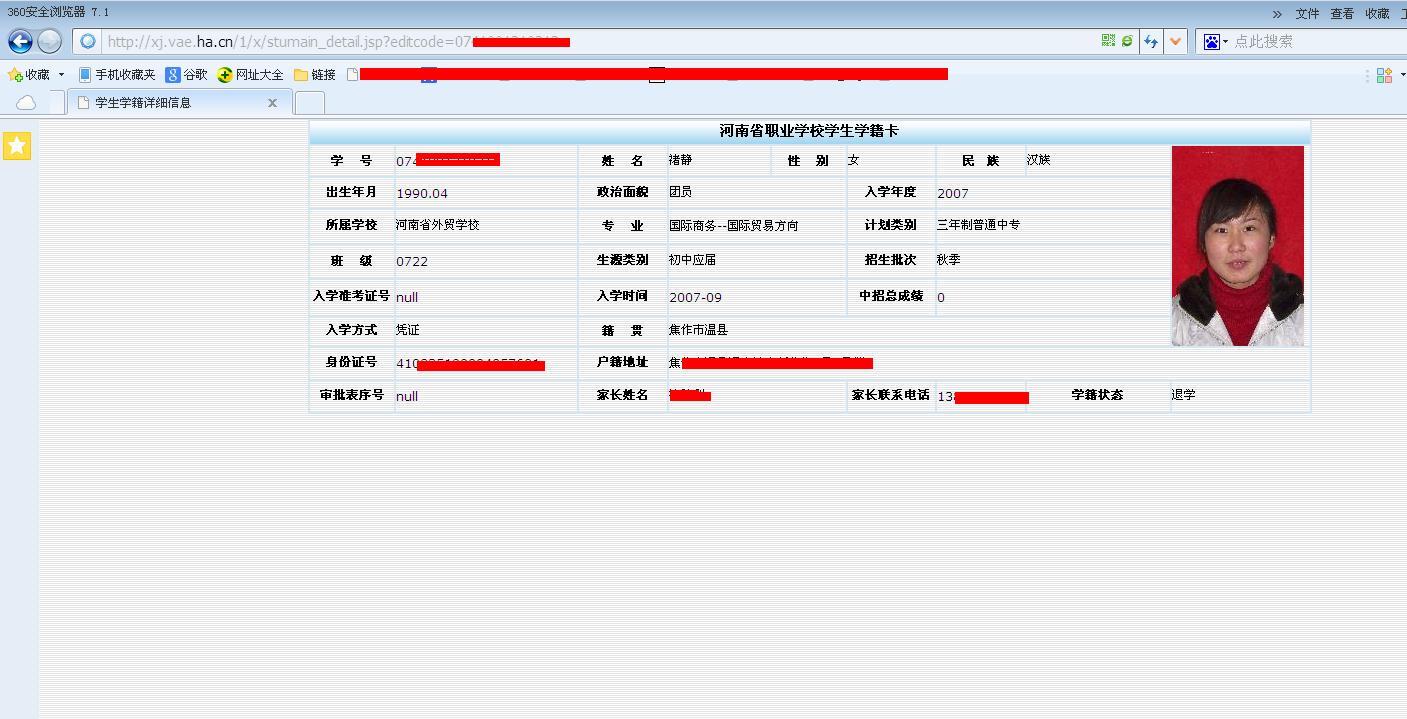 360安全浏览器 7.1
» 文件 查看 收藏
http://xj.vae.ha.cn/1/x/stumain_detail.jsp?editcode=07
点此搜索
收藏 手机收藏夹 谷歌 网址大全 链接
学生学籍详细信息 x
河南省职业学校学生学籍卡
学 号 07 姓 名 褚静 性 别 女 民 族 汉族
出生年月 1990.04 政治面貌 团员 入学年度 2007
所属学校 河南省外贸学校 专 业 国际商务--国际贸易方向 计划类别 三年制普通中专
班 级 0722 生源类别 初中应届 招生批次 秋季
入学准考证号 null 入学时间 2007-09 中招总成绩 0
入学方式 凭证 籍 贯 焦作市温县
身份证号 410 户籍地址 焦
审批表序号 null 家长姓名 家长联系电话 13 学籍状态 退学